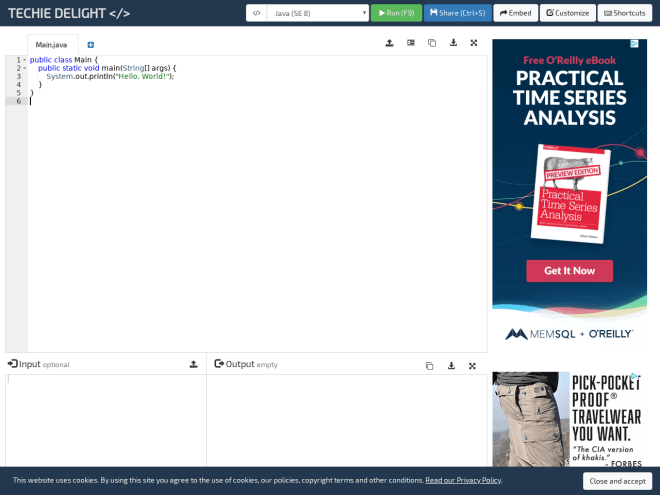 TECHIE DELIGHT </>
</> Java (SE 8) Run (F9) Share (Ctrl+S) Embed Customize Shortcuts
Main.java
1 public class Main {
2 public static void main(String[] args) {
3 System.out.println("Hello, World!");
4 }
5 }
6
Input optional
Output empty
Free O'Reilly eBook
PRACTICAL
TIME SERIES
ANALYSIS
O'REILLY
PREVIEW EDITION
Practical
Time Series
Analysis
Get It Now
MEMSQL + O'REILLY
PICK-POCKET
PROOF®
TRAVELWEAR
YOU WANT.
"The CIA version
of khakis."
- FORBES
This website uses cookies. By using this site you agree to the use of cookies, our policies, copyright terms and other conditions. Read our Privacy Policy.
Close and accept